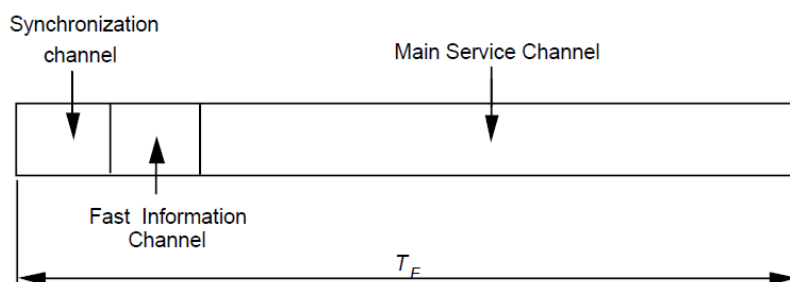 Synchronization
channel
Main Service Channel
Fast Information
Channel
T F